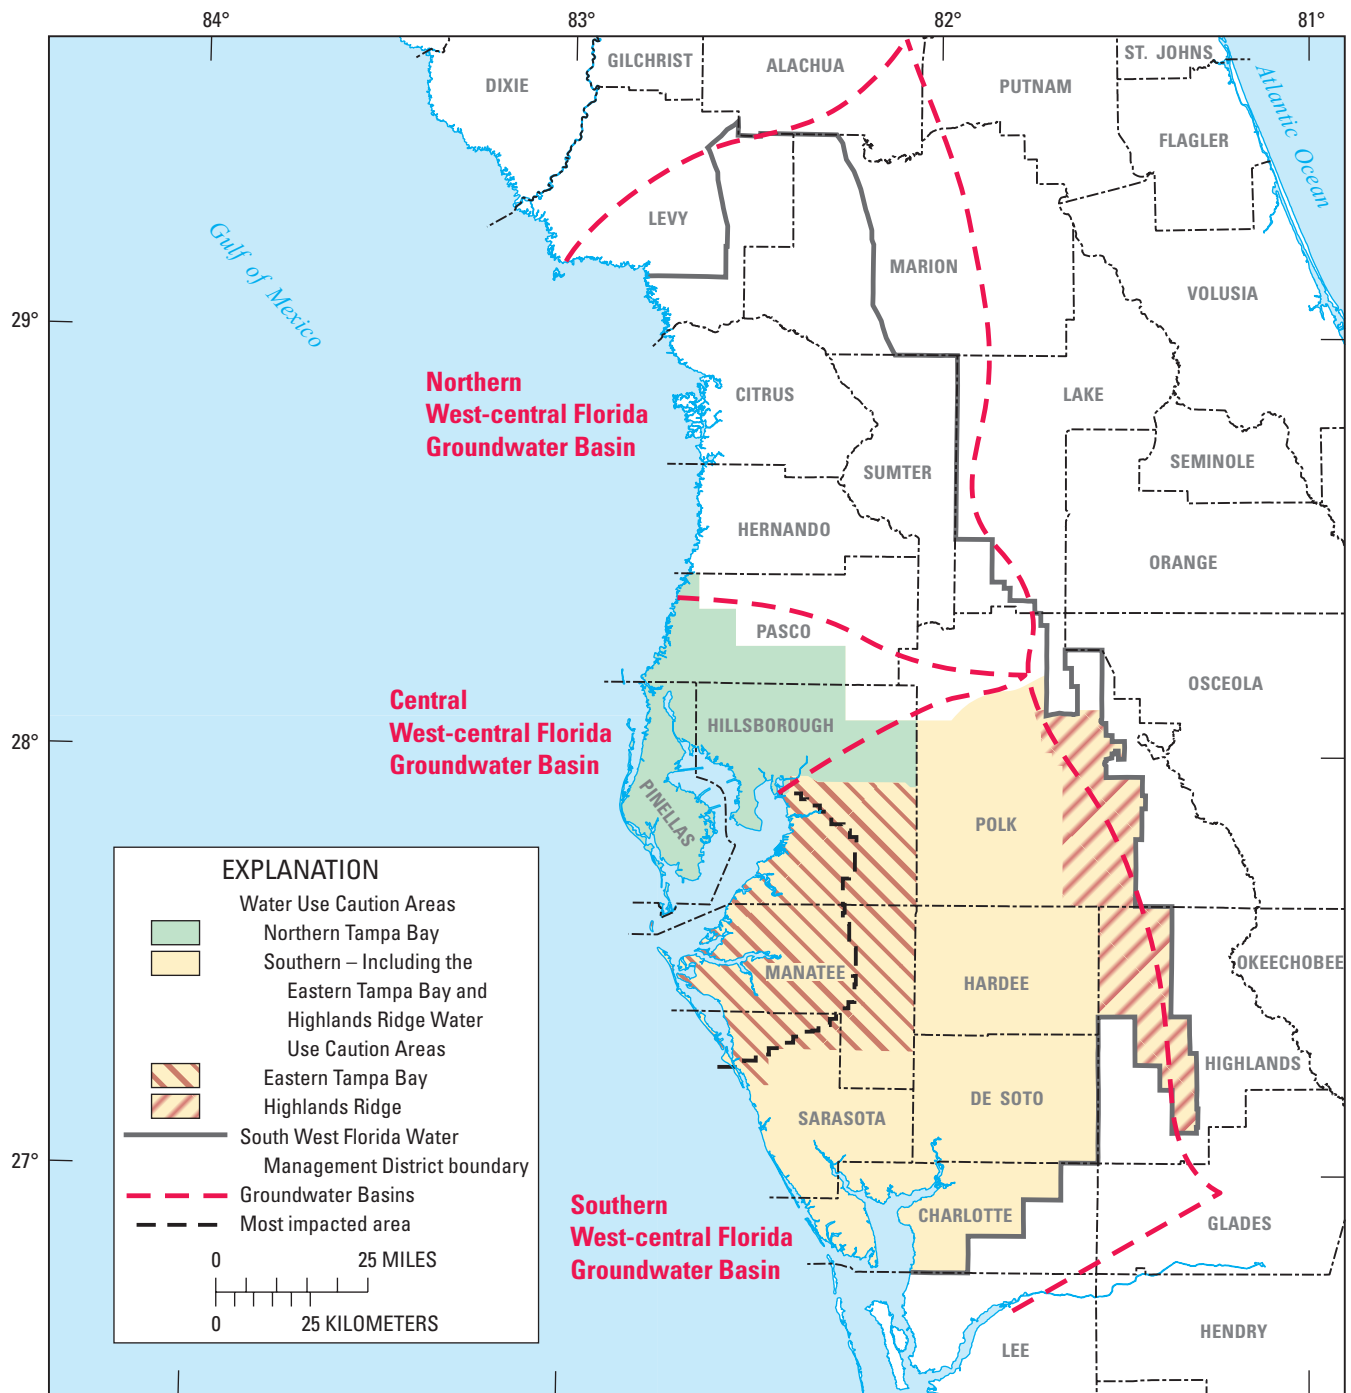 84°
83°
82°
81°
GILCHRIST
ALACHUA
ST. JOHNS
DIXIE
PUTNAM
Atlantic Ocean
FLAGLER
LEVY
Gulf of Mexico
MARION
VOLUSIA
29°
Northern
West-central Florida
Groundwater Basin
CITRUS
LAKE
SUMTER
SEMINOLE
HERNANDO
ORANGE
PASCO
OSCEOLA
Central
West-central Florida
Groundwater Basin
HILLSBOROUGH
28°
PINELLAS
POLK
MANATEE
HARDEE
OKEECHOBEE
HIGHLANDS
SARASOTA
DE SOTO
27°
Southern
West-central Florida
Groundwater Basin
CHARLOTTE
GLADES
LEE
HENDRY
EXPLANATION
Water Use Caution Areas
Northern Tampa Bay
Southern – Including the
Eastern Tampa Bay and
Highlands Ridge Water
Use Caution Areas
Eastern Tampa Bay
Highlands Ridge
South West Florida Water
Management District boundary
Groundwater Basins
Most impacted area
0 25 MILES
0 25 KILOMETERS